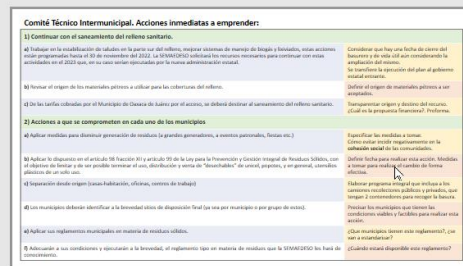 Comité Técnico Intermunicipal. Acciones inmediatas a emprender:
1) Continuar con el saneamiento del relleno sanitario.
a) Trabajar en la estabilización de taludes en la parte sur del relleno, mejorar sistemas de manejo de biogás y lixiviados, estas acciones
están programadas hasta el 30 de noviembre del 2022. La SEMAEDESO solicitará los recursos necesarios para continuar con estas
actividades en el 2023 que, en su caso serían ejecutadas por la nueva administración estatal.
Considerar que hay una fecha de cierre del
basurero y de vida útil aún considerando la
ampliación del mismo.
Se transfiere la ejecución del plan al gobierno
estatal entrante.
b) Revisar el origen de los materiales pétreos a utilizar para las coberturas del relleno.
Definir el origen de materiales pétreos a ser
aceptados.
c) De las tarifas cobradas por el Municipio de Oaxaca de Juárez por el acceso, se deberá destinar al saneamiento del relleno sanitario.
Transparentar origen y destino del recurso.
¿Cuál es la propuesta financiera?. Proforma.
2) Acciones a que se comprometen en cada uno de los municipios
a) Aplicar medidas para disminuir generación de residuos (a grandes generadores, a eventos patronales, fiestas etc.)
Especificar las medidas a tomar.
Cómo evitar incidir negativamente en la
cohesión social de las comunidades.
b) Aplicar lo dispuesto en el artículo 56 fracción XI y artículo 95 de la Ley para la Prevención y Gestión Integral de Residuos Sólidos, con
el objetivo de limitar y de ser posible terminar el uso, distribución y venta de "desechables" de unicel, popotes, y en general, utensilios
plásticos de un solo uso.
Definir fecha para realizar esta acción. Medidas
a tomar para realizar el cambio de forma
efectiva.
c) Separación desde origen (casas-habitación, oficinas, centros de trabajo)
Elaborar programa integral que incluya a los
camiones recolectores públicos y privados, que
tengan 2 contenedores para recoger la basura.
d) Los municipios deberán identificar a la brevedad sitios de disposición final (ya sea por municipio o por grupo de estos).
Precisar los municipios que tienen las
condiciones viables y factibles para realizar esta
acción.
e) Aplicar sus reglamentos municipales en materia de residuos sólidos.
¿Que municipios tienen este reglamento?, ¿se
van a estandarizar?
f) Adecuarán a sus condiciones y ejecutarán a la brevedad, el reglamento tipo en materia de residuos que la SEMAEDESO les hará de
conocimiento.
¿Cuándo estará disponible este reglamento?